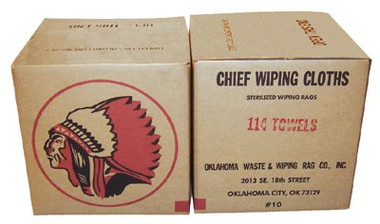 CHIEF WIPING CLOTHS
STERILIZED WIPING RAGS
114 TOWELS
OKLAHOMA WASTE & WIPING RAG CO., INC.
2013 SE. 18th STREET
OKLAHOMA CITY, OK 73129
#10